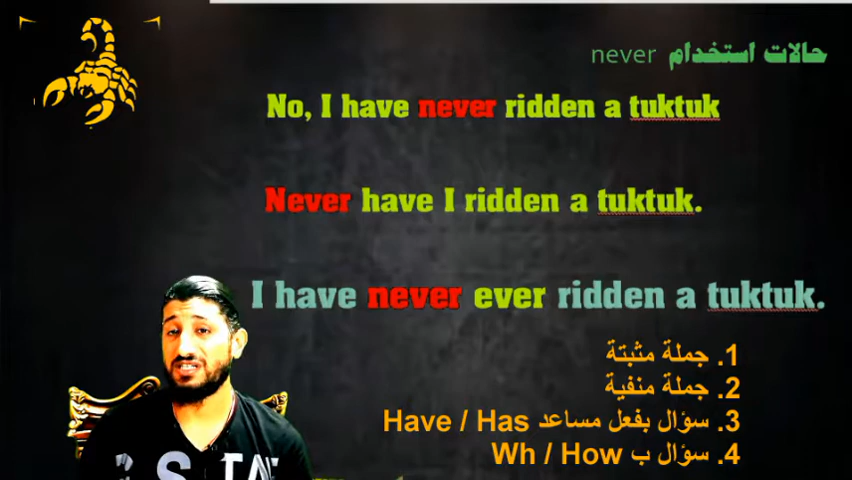 حالات استخدام never
No, I have never ridden a tuktuk
Never have I ridden a tuktuk.
I have never ever ridden a tuktuk.
1. جملة مثبتة
2. جملة منفية
3. سؤال بفعل مساعد Have / Has
4. سؤال ب Wh / How